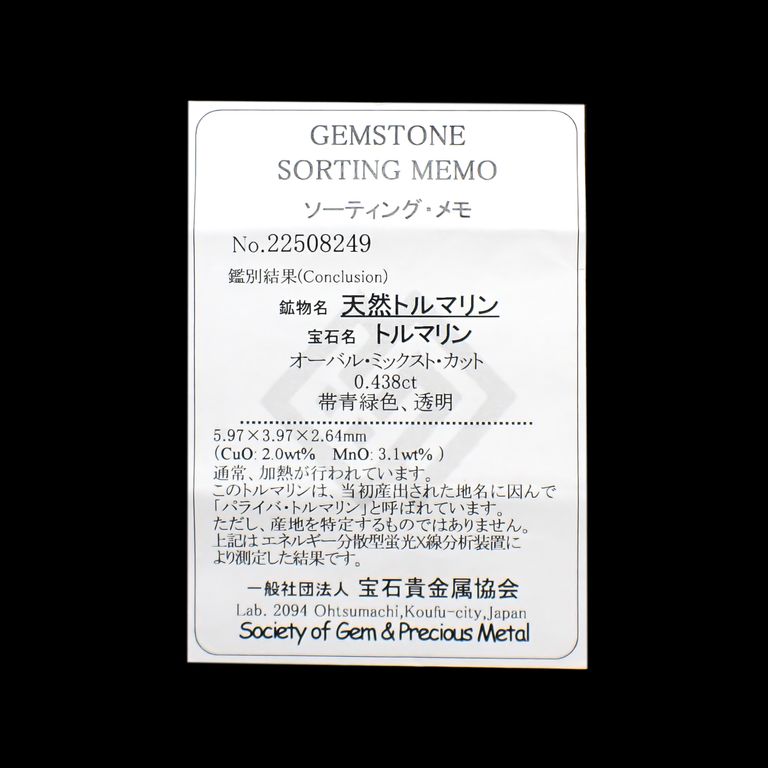 GEMSTONE
SORTING MEMO
ソーティング・メモ
No.22508249
鑑別結果(Conclusion)
鉱物名 天然トルマリン
宝石名 トルマリン
オーバル・ミックスト・カット
0.438ct
帯青緑色、透明
5.97×3.97×2.64mm
(CuO: 2.0wt% MnO: 3.1wt% )
通常、加熱が行われています。
このトルマリンは、当初産出された地名に因んで
「パライバ・トルマリン」と呼ばれています。
ただし、産地を特定するものではありません。
上記はエネルギー分散型蛍光X線分析装置に
より測定した結果です。
一般社団法人 宝石貴金属協会
Lab. 2094 Ohtsumachi,Koufu-city,Japan
Society of Gem & Precious Metal